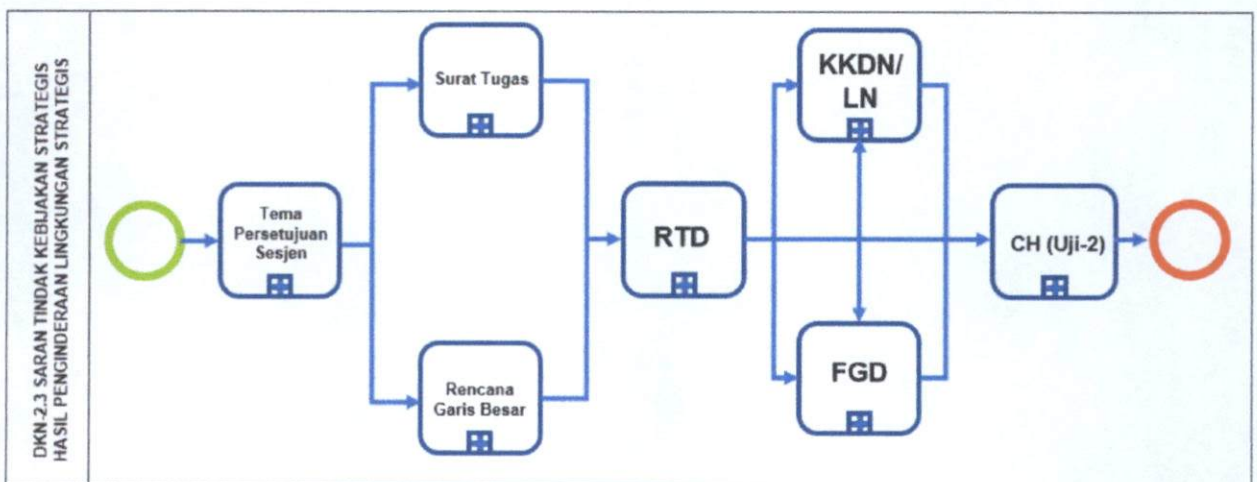 DKN-2.3 SARAN TINDAK KEBIJAKAN STRATEGIS
HASIL PENGINDERAAN LINGKUNGAN STRATEGIS
Tema
Persetujuan
Sesjen
Surat Tugas
Rencana
Garis Besar
RTD
KKDN/
LN
FGD
CH (Uji-2)